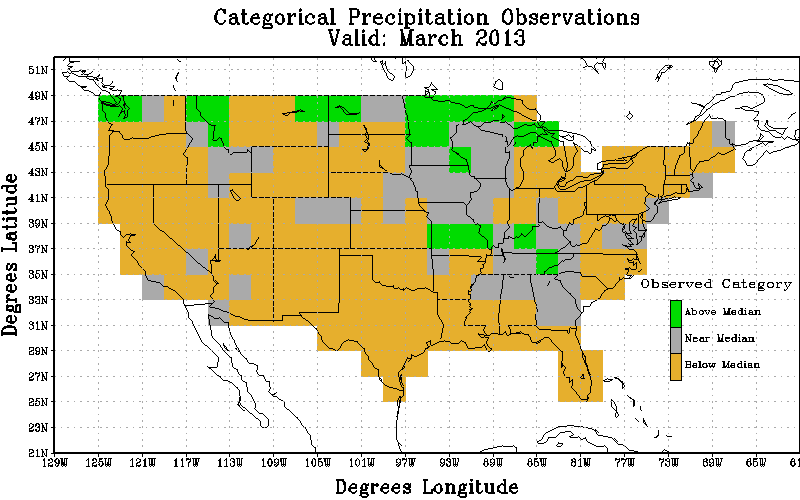 Categorical Precipitation Observations
Valid: March 2013
51N
49N
47N
45N
43N
41N
39N
37N
35N
33N
31N
29N
27N
25N
23N
21N
Degrees Latitude
Observed Category
Above Median
Near Median
Below Median
129W 125W 121W 117W 113W 109W 105W 101W 97W 93W 89W 85W 81W 77W 73W 69W 65W 61
Degrees Longitude